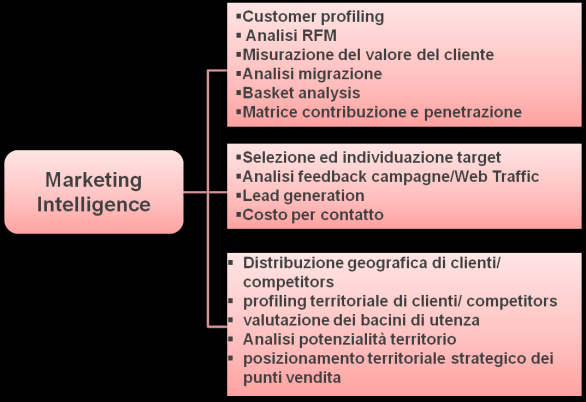 Marketing
Intelligence
▪Customer profiling
▪ Analisi RFM
▪Misurazione del valore del cliente
▪Analisi migrazione
▪Basket analysis
▪Matrice contribuzione e penetrazione
▪Selezione ed individuazione target
▪Analisi feedback campagne/Web Traffic
▪Lead generation
▪Costo per contatto
▪ Distribuzione geografica di clienti/
competitors
▪ profiling territoriale di clienti/ competitors
▪ valutazione dei bacini di utenza
▪ Analisi potenzialità territorio
▪ posizionamento territoriale strategico dei
punti vendita